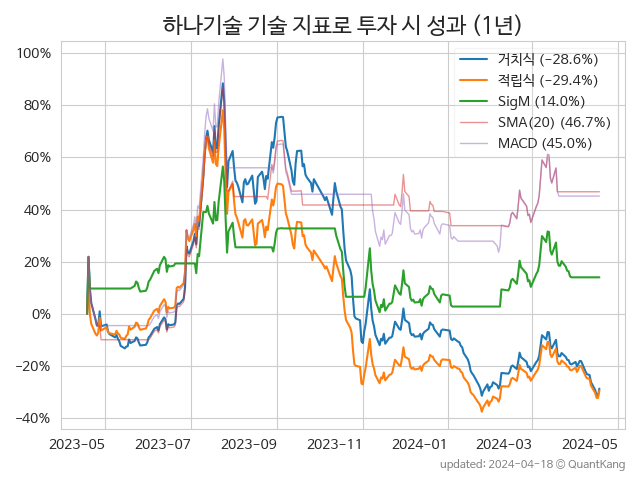 하나기술 기술 지표로 투자 시 성과 (1년)
100%
80%
60%
40%
20%
0%
−20%
−40%
거치식 (−28.6%)
적립식 (−29.4%)
SigM (14.0%)
SMA(20) (46.7%)
MACD (45.0%)
2023-05 2023-07 2023-09 2023-11 2024-01 2024-03 2024-05
updated: 2024-04-18 © QuantKang